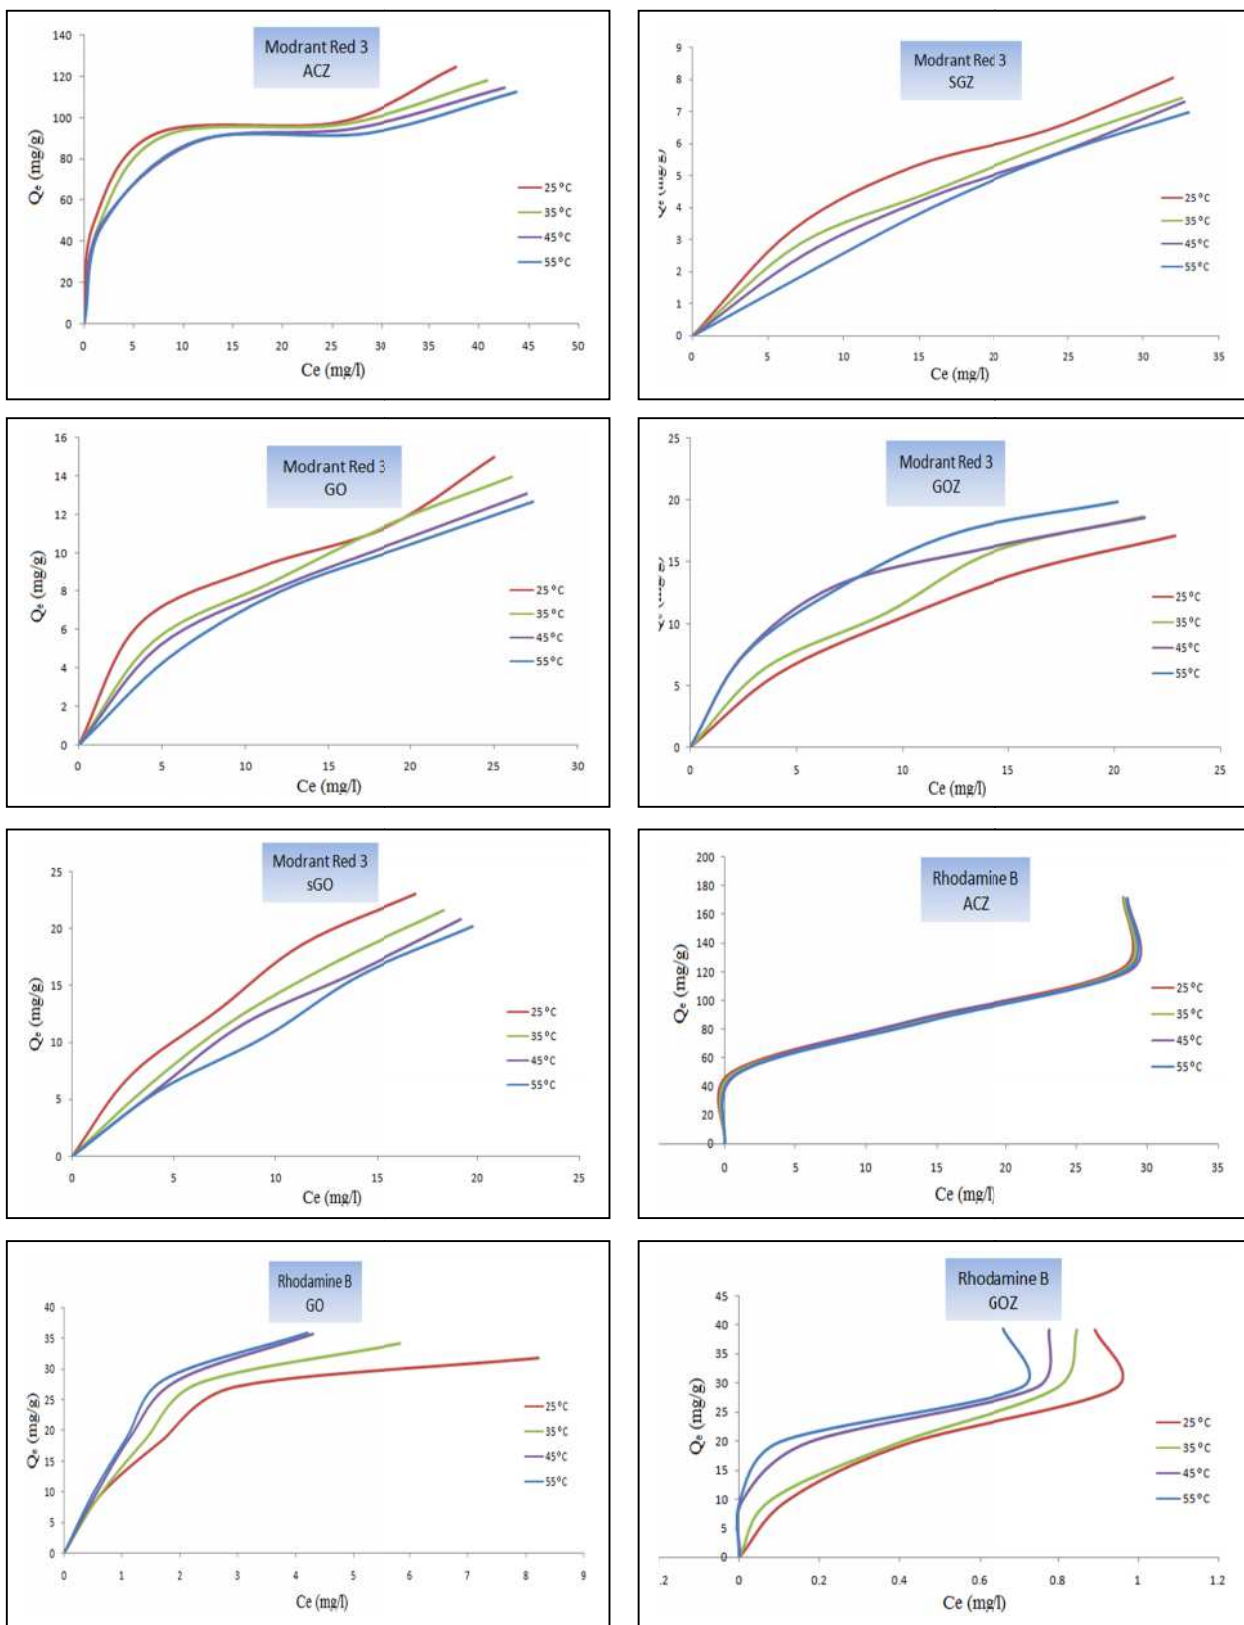 Modrant Red 3
ACZ
140
120
100
80
60
40
20
0
Qe (mg/g)
25°C
35°C
45°C
55°C
0 5 10 15 20 25 30 35 40 45 50
Ce (mg/l)
Modrant Red 3
SGZ
9
8
7
6
5
4
3
2
1
0
25°C
35°C
45°C
55°C
0 5 10 15 20 25 30 35
Ce (mg/l)
Modrant Red 3
GO
16
14
12
10
8
6
4
2
0
Qe (mg/g)
25°C
35°C
45°C
55°C
0 5 10 15 20 25 30
Ce (mg/l)
Modrant Red 3
GOZ
25
20
15
10
5
0
25°C
35°C
45°C
55°C
0 5 10 15 20 25
Ce (mg/l)
Modrant Red 3
sGO
25
20
15
10
5
0
Qe (mg/g)
25°C
35°C
45°C
55°C
0 5 10 15 20 25
Ce (mg/l)
Rhodamine B
ACZ
200
180
160
140
120
100
80
60
40
20
0
Qe (mg/g)
25°C
35°C
45°C
55°C
0 5 10 15 20 25 30 35
Ce (mg/l)
Rhodamine B
GO
40
35
30
25
20
15
10
5
0
Qe (mg/g)
25°C
35°C
45°C
55°C
0 1 2 3 4 5 6 7 8 9
Ce (mg/l)
Rhodamine B
GOZ
45
40
35
30
25
20
15
10
5
0
Qe (mg/g)
25°C
35°C
45°C
55°C
.2 0 0.2 0.4 0.6 0.8 1 1.2
Ce (mg/l)